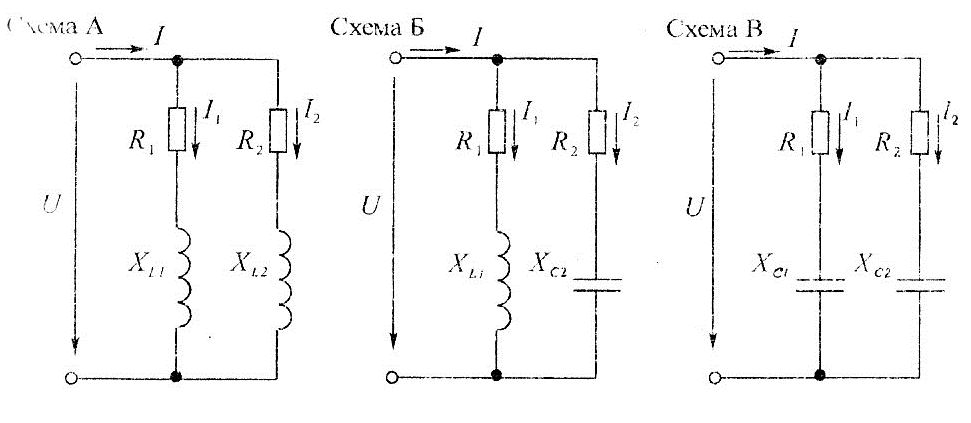 Схема А
I
I₁
I₂
R₁
R₂
U
X_L1
X_L2
Схема Б
I
I₁
I₂
R₁
R₂
U
X_L1
X_C2
Схема В
I
I₁
I₂
R₁
R₂
U
X_C1
X_C2